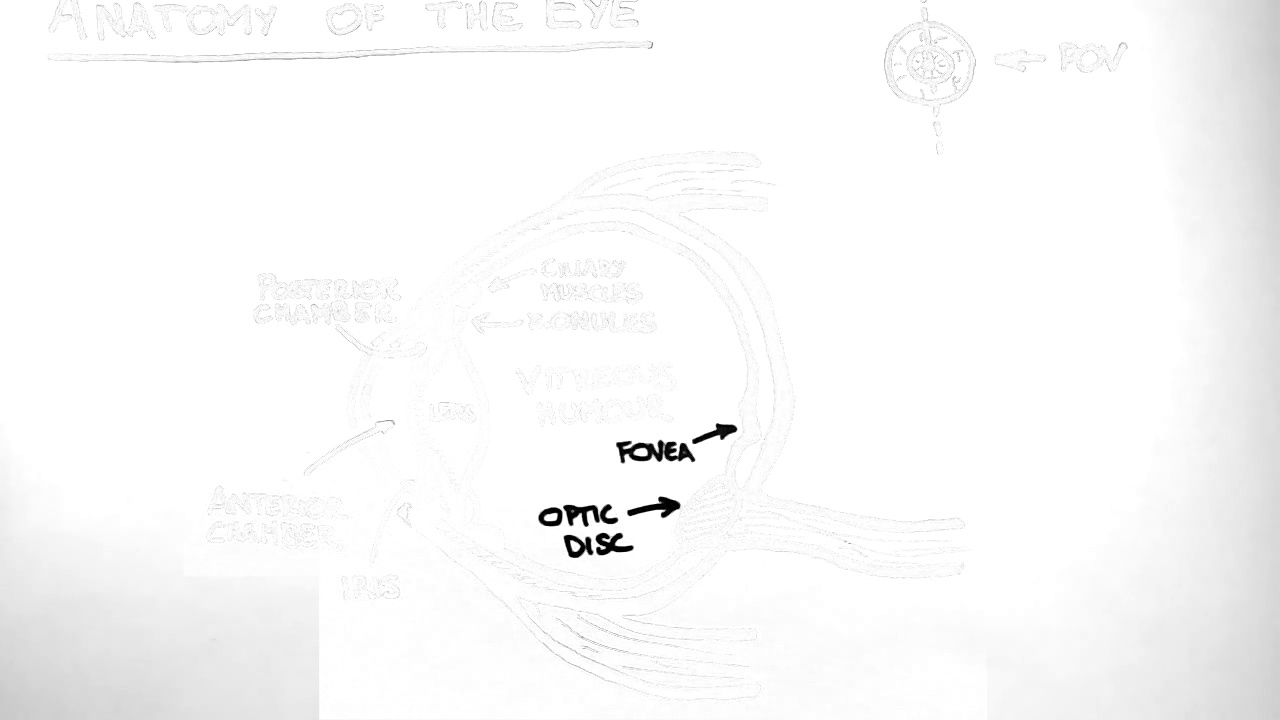 ANATOMY OF THE EYE
POV
CILIARY
MUSCLES
ZONULES
POSTERIOR
CHAMBER
VITREOUS
HUMOUR
LENS
FOVEA
ANTERIOR
CHAMBER
OPTIC
DISC
IRIS